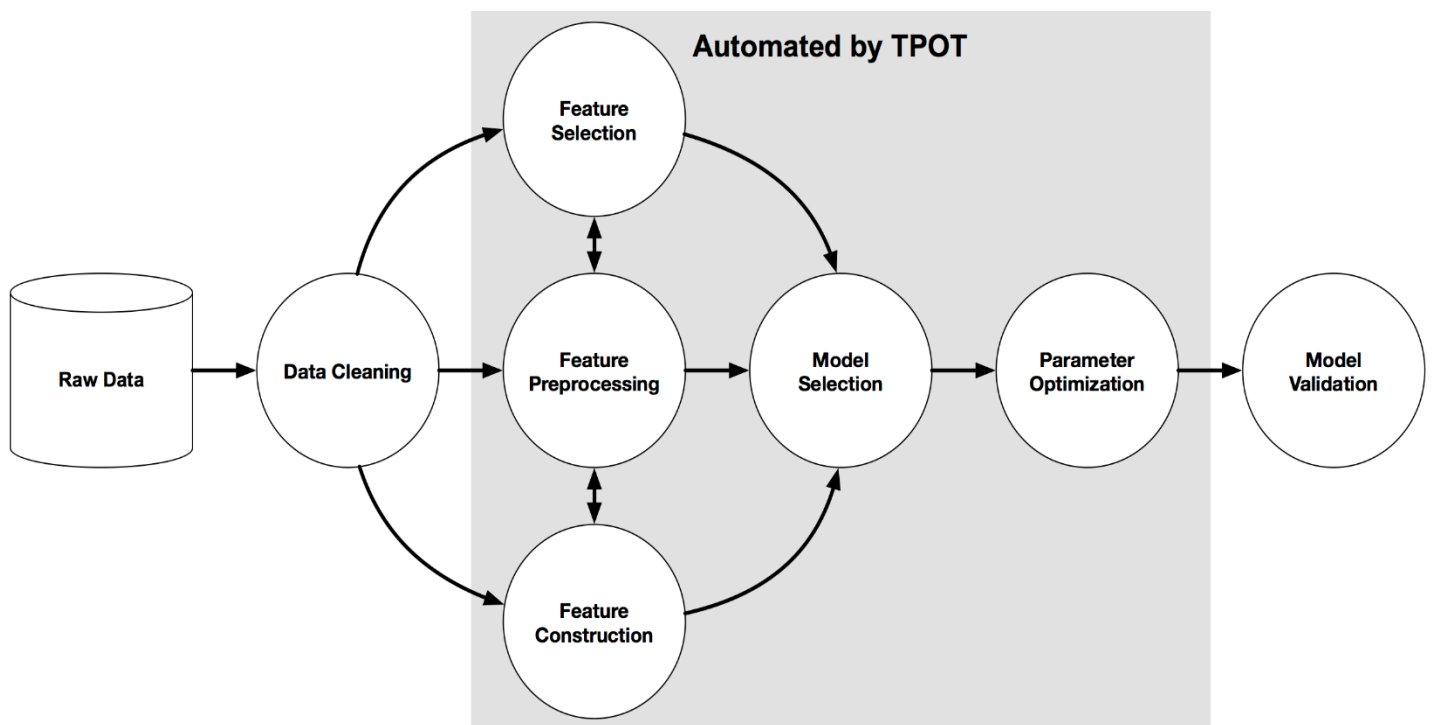 Automated by TPOT
Feature
Selection
Raw Data
Data Cleaning
Feature
Preprocessing
Model
Selection
Parameter
Optimization
Model
Validation
Feature
Construction